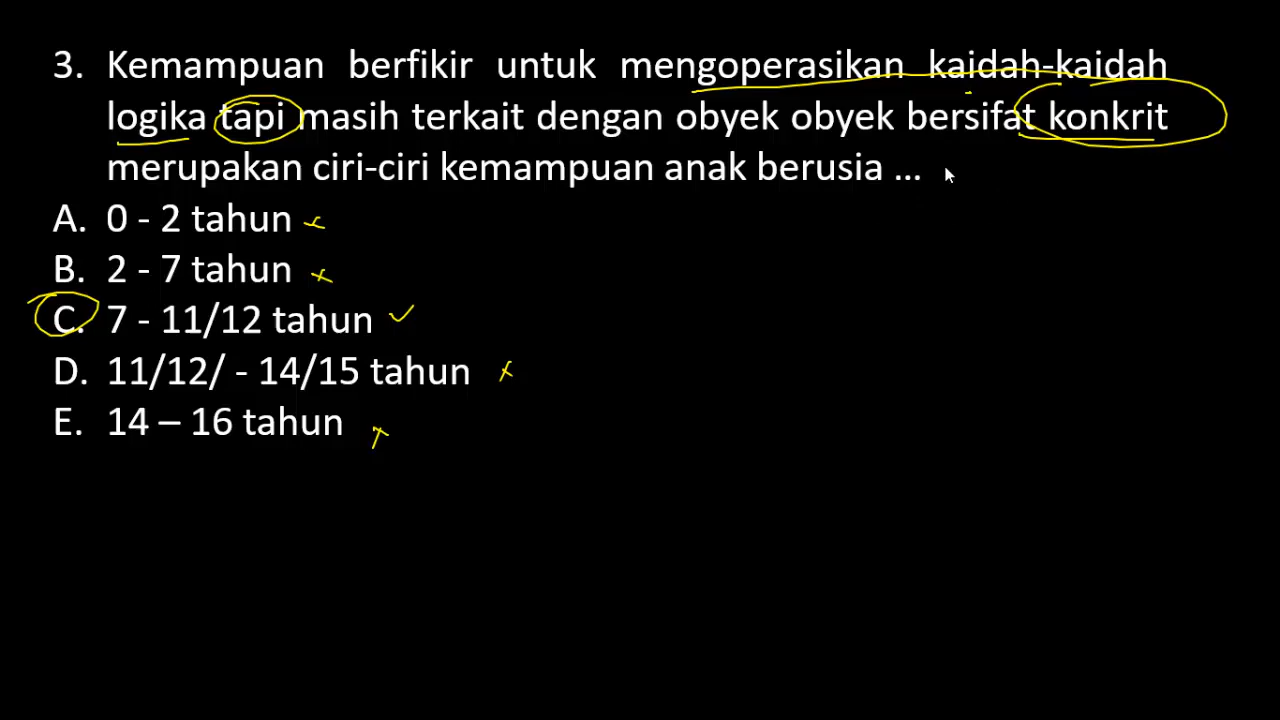 3. Kemampuan berfikir untuk mengoperasikan kaidah-kaidah
logika tapi masih terkait dengan obyek obyek bersifat konkrit
merupakan ciri-ciri kemampuan anak berusia ...
A. 0 - 2 tahun
B. 2 - 7 tahun
C. 7 - 11/12 tahun
D. 11/12/ - 14/15 tahun
E. 14 – 16 tahun